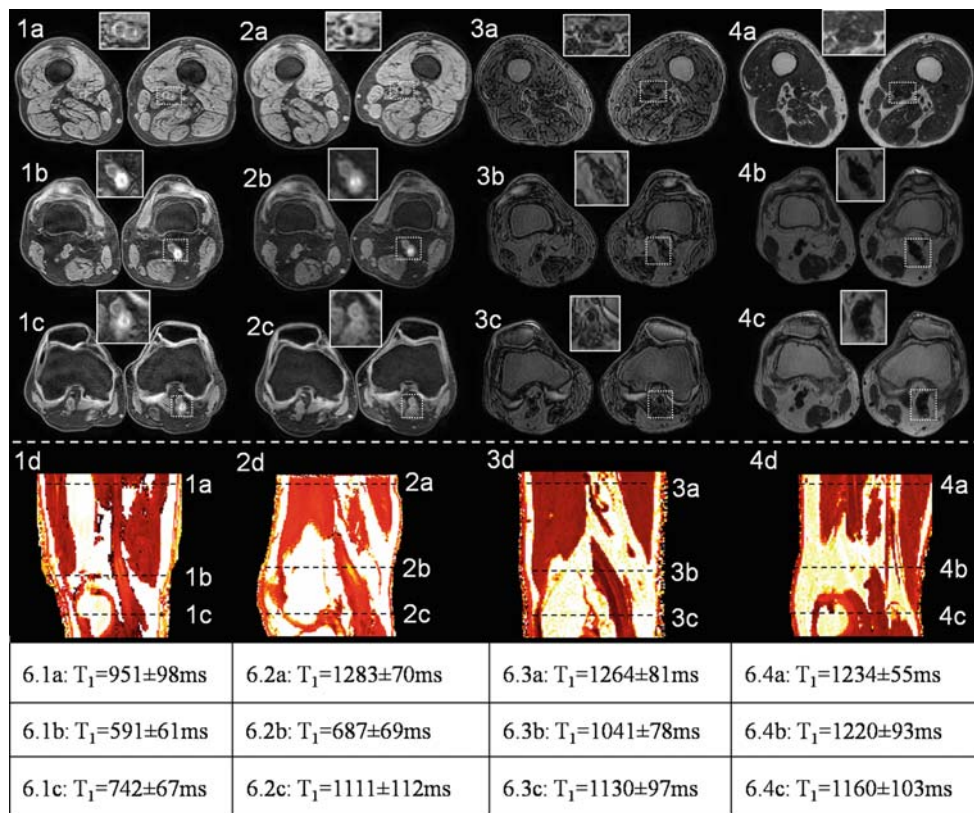 1a 2a 3a 4a
1b 2b 3b 4b
1c 2c 3c 4c
1d 2d 3d 4d
1a 2a 3a 4a
1b 2b 3b 4b
1c 2c 3c 4c
6.1a: T₁=951±98ms 6.2a: T₁=1283±70ms 6.3a: T₁=1264±81ms 6.4a: T₁=1234±55ms
6.1b: T₁=591±61ms 6.2b: T₁=687±69ms 6.3b: T₁=1041±78ms 6.4b: T₁=1220±93ms
6.1c: T₁=742±67ms 6.2c: T₁=1111±112ms 6.3c: T₁=1130±97ms 6.4c: T₁=1160±103ms